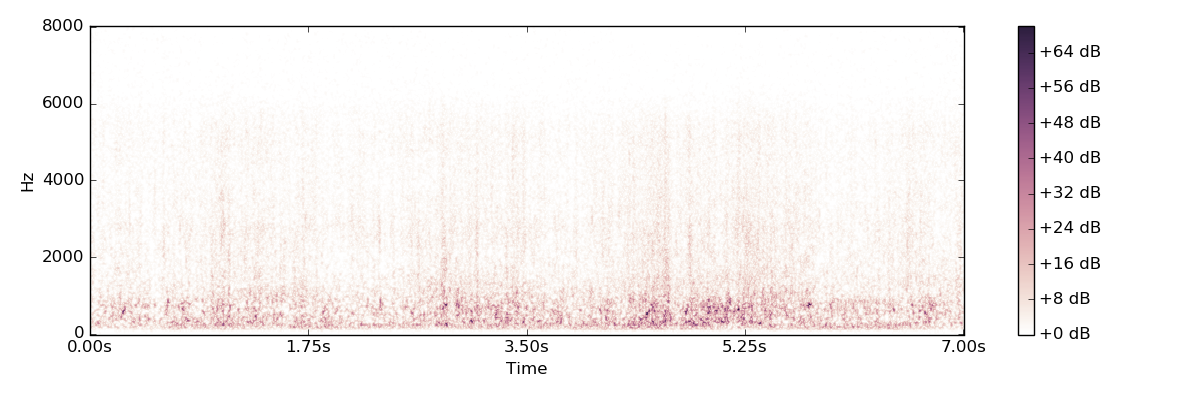 8000
6000
4000
2000
0
Hz
0.00s 1.75s 3.50s 5.25s 7.00s
Time
+64 dB
+56 dB
+48 dB
+40 dB
+32 dB
+24 dB
+16 dB
+8 dB
+0 dB